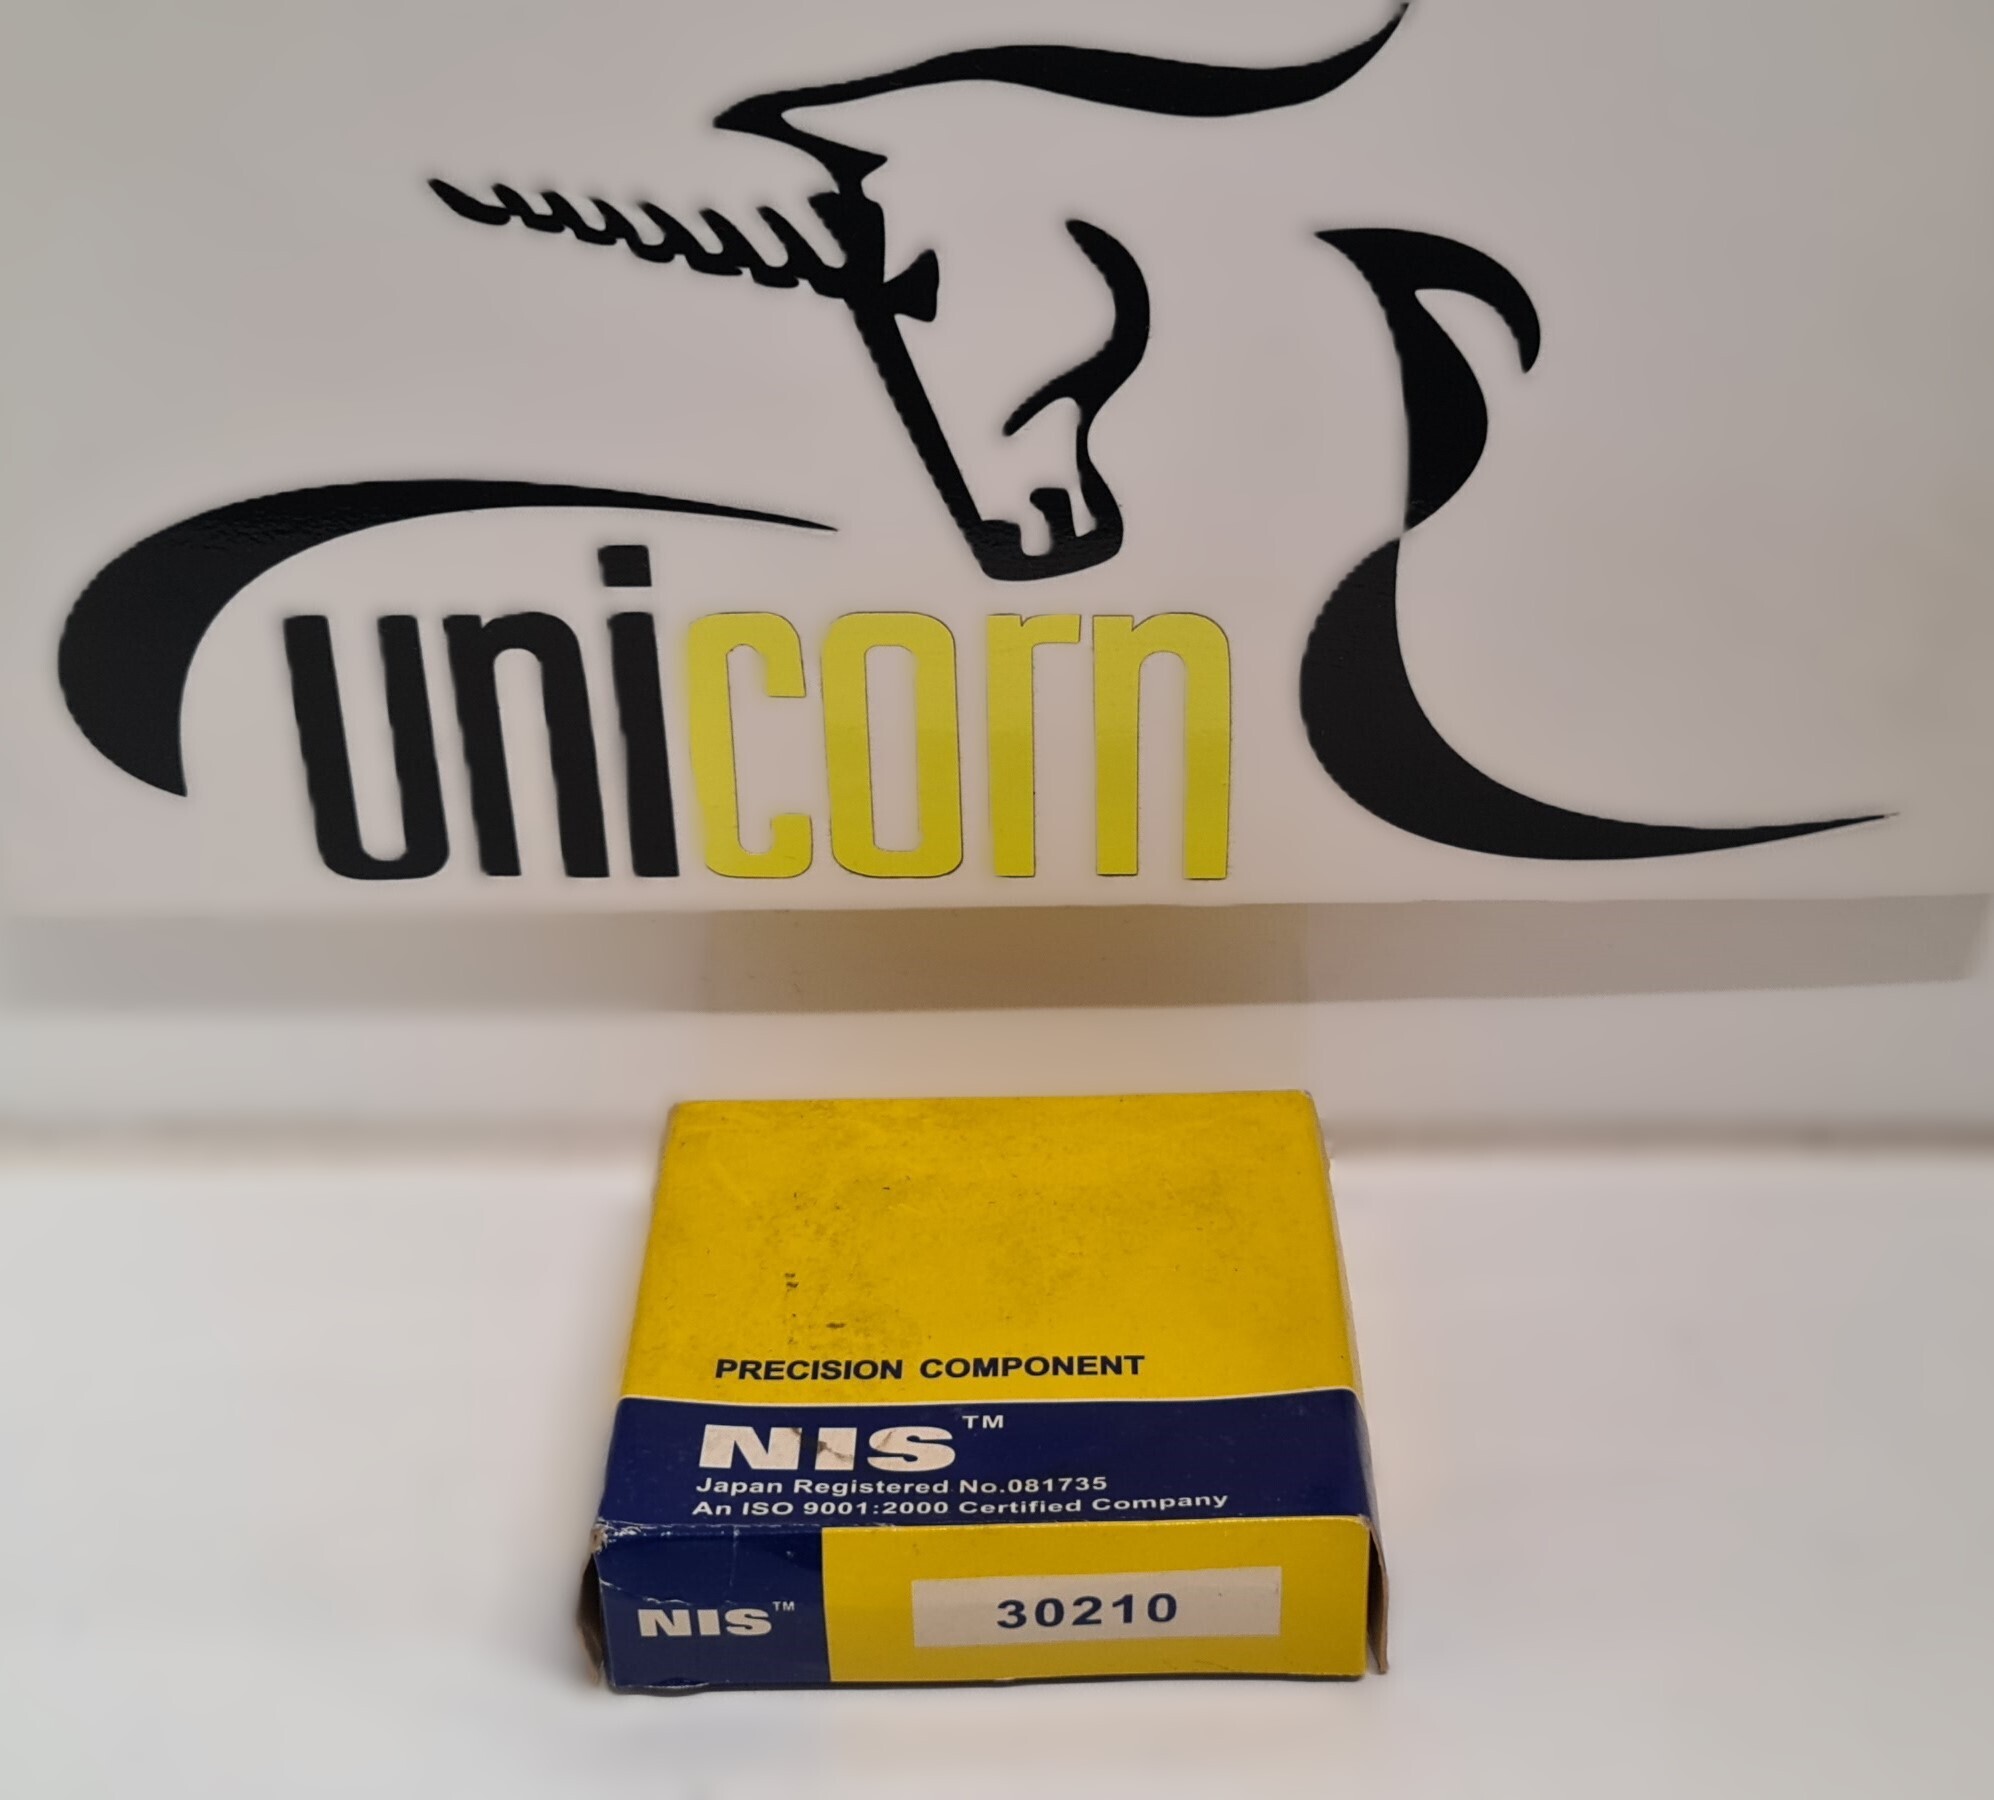 unicorn
PRECISION COMPONENT
NIS™
Japan Registered No.081735
An ISO 9001:2000 Certified Company
NIS™
30210